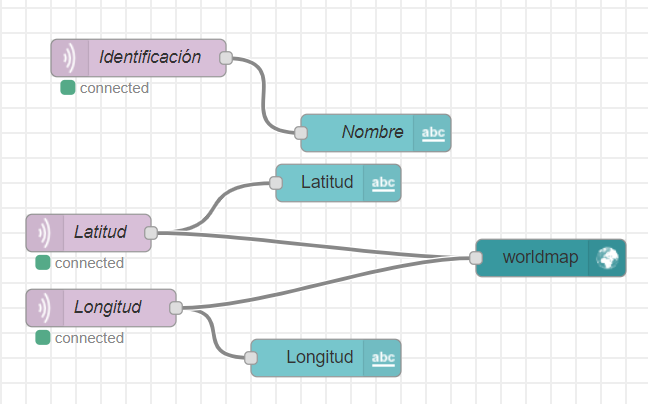 Identificación
connected
Nombre abc
Latitud abc
Latitud
connected
worldmap
Longitud
connected
Longitud abc